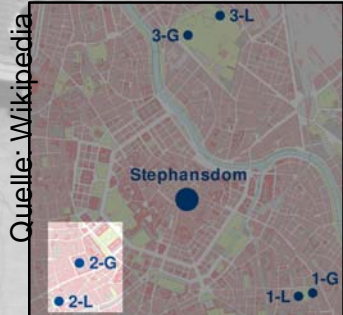 Quelle: Wikipedia
3-L
3-G
Stephansdom
2-G
2-L
1-G
1-L